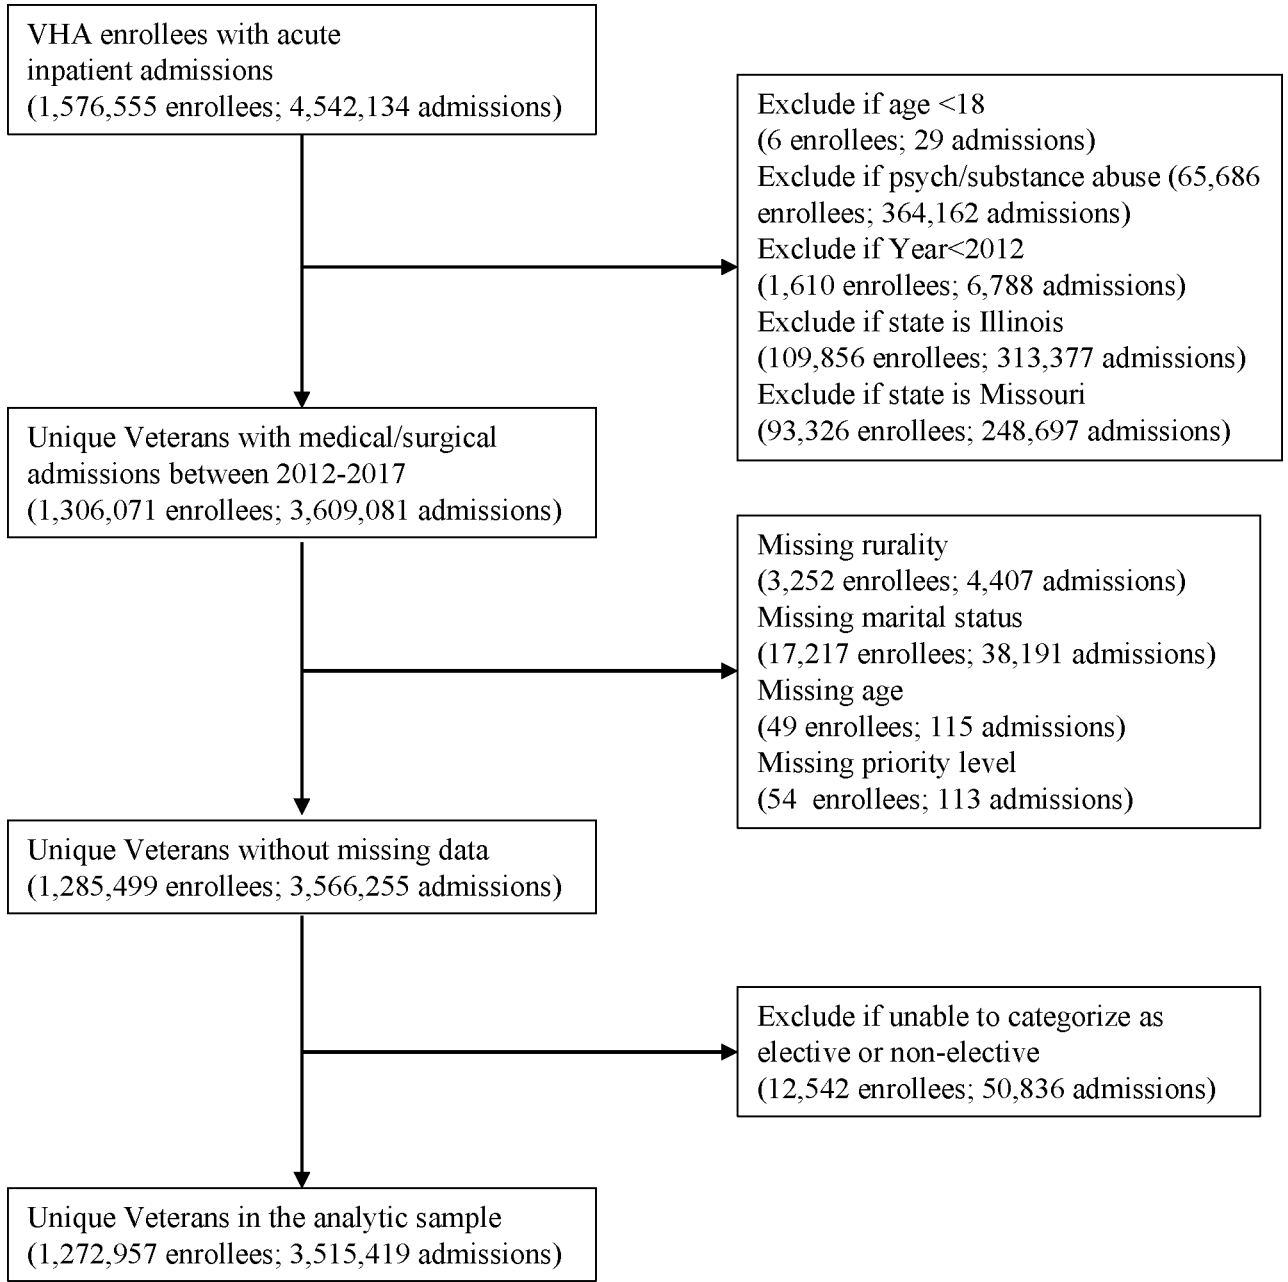 VHA enrollees with acute
inpatient admissions
(1,576,555 enrollees; 4,542,134 admissions)
Exclude if age <18
(6 enrollees; 29 admissions)
Exclude if psych/substance abuse (65,686
enrollees; 364,162 admissions)
Exclude if Year<2012
(1,610 enrollees; 6,788 admissions)
Exclude if state is Illinois
(109,856 enrollees; 313,377 admissions)
Exclude if state is Missouri
(93,326 enrollees; 248,697 admissions)
Unique Veterans with medical/surgical
admissions between 2012-2017
(1,306,071 enrollees; 3,609,081 admissions)
Missing rurality
(3,252 enrollees; 4,407 admissions)
Missing marital status
(17,217 enrollees; 38,191 admissions)
Missing age
(49 enrollees; 115 admissions)
Missing priority level
(54  enrollees; 113 admissions)
Unique Veterans without missing data
(1,285,499 enrollees; 3,566,255 admissions)
Exclude if unable to categorize as
elective or non-elective
(12,542 enrollees; 50,836 admissions)
Unique Veterans in the analytic sample
(1,272,957 enrollees; 3,515,419 admissions)